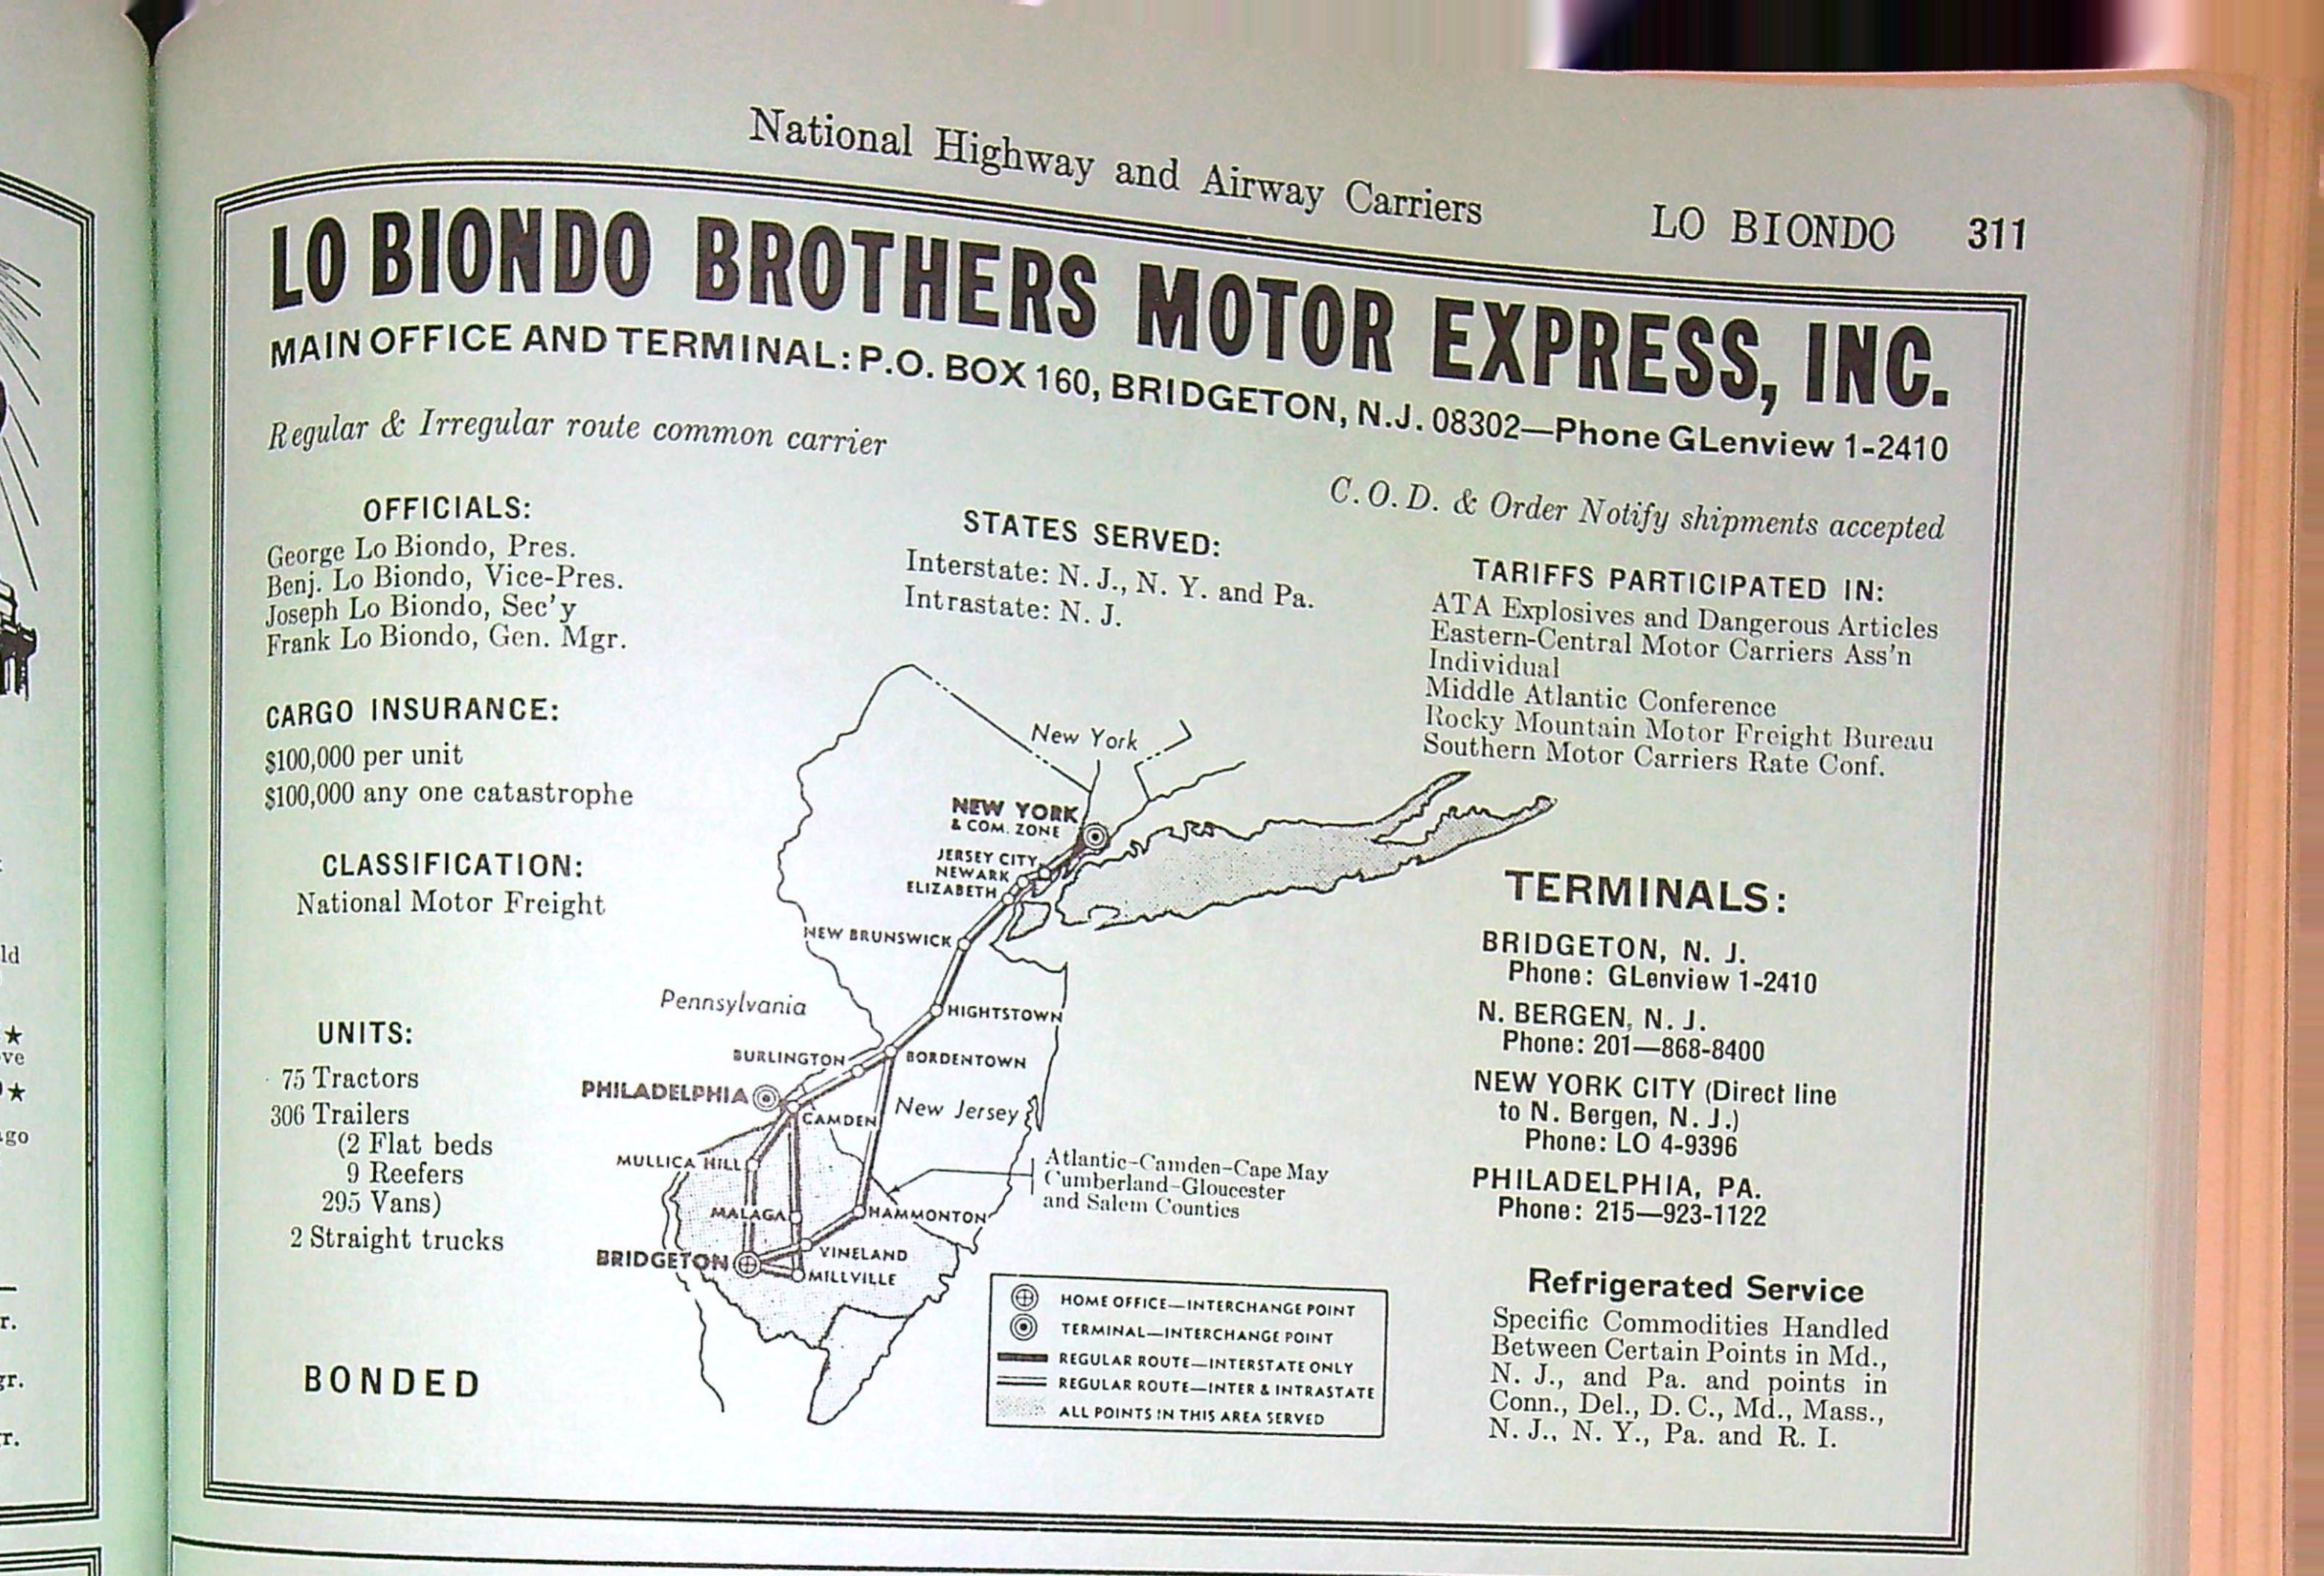 National Highway and Airway Carriers LO BIONDO 311
LO BIONDO BROTHERS MOTOR EXPRESS, INC.
MAIN OFFICE AND TERMINAL: P.O. BOX 160, BRIDGETON, N.J. 08302—Phone GLenview 1-2410
Regular & Irregular route common carrier
C.O.D. & Order Notify shipments accepted
OFFICIALS:
George Lo Biondo, Pres.
Benj. Lo Biondo, Vice-Pres.
Joseph Lo Biondo, Sec'y
Frank Lo Biondo, Gen. Mgr.
CARGO INSURANCE:
$100,000 per unit
$100,000 any one catastrophe
CLASSIFICATION:
National Motor Freight
UNITS:
75 Tractors
306 Trailers
(2 Flat beds
9 Reefers
295 Vans)
2 Straight trucks
BONDED
STATES SERVED:
Interstate: N. J., N. Y. and Pa.
Intrastate: N. J.
New York
NEW YORK
& COM. ZONE
JERSEY CITY
NEWARK
ELIZABETH
NEW BRUNSWICK
Pennsylvania
HIGHTSTOWN
BURLINGTON
BORDENTOWN
PHILADELPHIA
CAMDEN
New Jersey
MULLICA HILL
Atlantic-Camden-Cape May
Cumberland-Gloucester
and Salem Counties
MALAGA
HAMMONTON
BRIDGETON
VINELAND
MILLVILLE
HOME OFFICE—INTERCHANGE POINT
TERMINAL—INTERCHANGE POINT
REGULAR ROUTE—INTERSTATE ONLY
REGULAR ROUTE—INTER & INTRASTATE
ALL POINTS IN THIS AREA SERVED
TARIFFS PARTICIPATED IN:
ATA Explosives and Dangerous Articles
Eastern-Central Motor Carriers Ass'n
Individual
Middle Atlantic Conference
Rocky Mountain Motor Freight Bureau
Southern Motor Carriers Rate Conf.
TERMINALS:
BRIDGETON, N. J.
Phone: GLenview 1-2410
N. BERGEN, N. J.
Phone: 201—868-8400
NEW YORK CITY (Direct line
to N. Bergen, N. J.)
Phone: LO 4-9396
PHILADELPHIA, PA.
Phone: 215—923-1122
Refrigerated Service
Specific Commodities Handled
Between Certain Points in Md.,
N. J., and Pa. and points in
Conn., Del., D. C., Md., Mass.,
N. J., N. Y., Pa. and R. I.